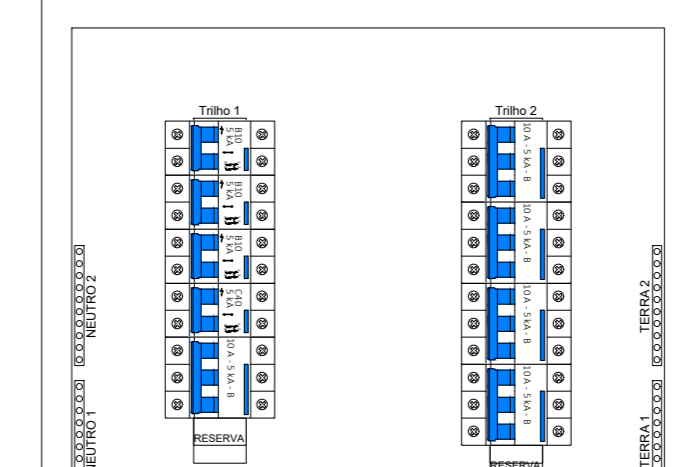 Trilho 1
Trilho 2
B10
5 kA
B10
5 kA
B10
5 kA
C40
5 kA
10 A - 5 kA - B
RESERVA
10 A - 5 kA - B
10 A - 5 kA - B
10 A - 5 kA - B
10 A - 5 kA - B
RESERVA
NEUTRO 2
NEUTRO 1
TERRA 2
TERRA 1